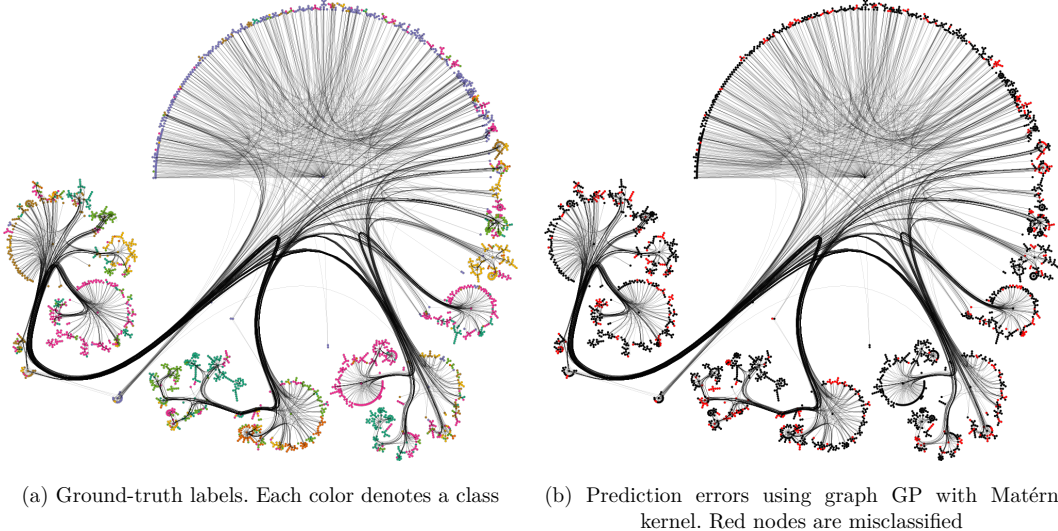 (a) Ground-truth labels. Each color denotes a class
(b) Prediction errors using graph GP with Matérn
kernel. Red nodes are misclassified